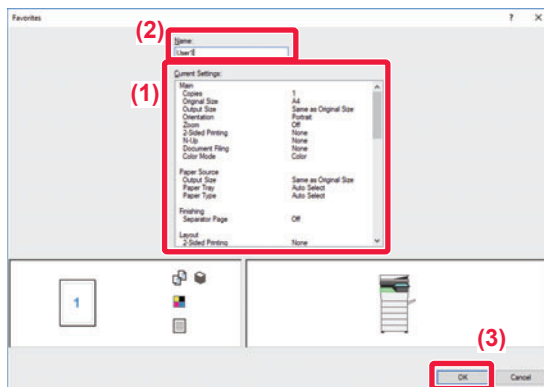 Favorites ? X
(2)
Name:
User1
(1)
Current Settings:
Main
Copies 1
Original Size A4
Output Size Same as Original Size
Orientation Portrait
Zoom Off
2-Sided Printing None
N-Up None
Document Filing None
Color Mode Color
Paper Source
Output Size Same as Original Size
Paper Tray Auto Select
Paper Type Auto Select
Finishing
Separator Page Off
Layout
2-Sided Printing None
1
(3)
OK Cancel